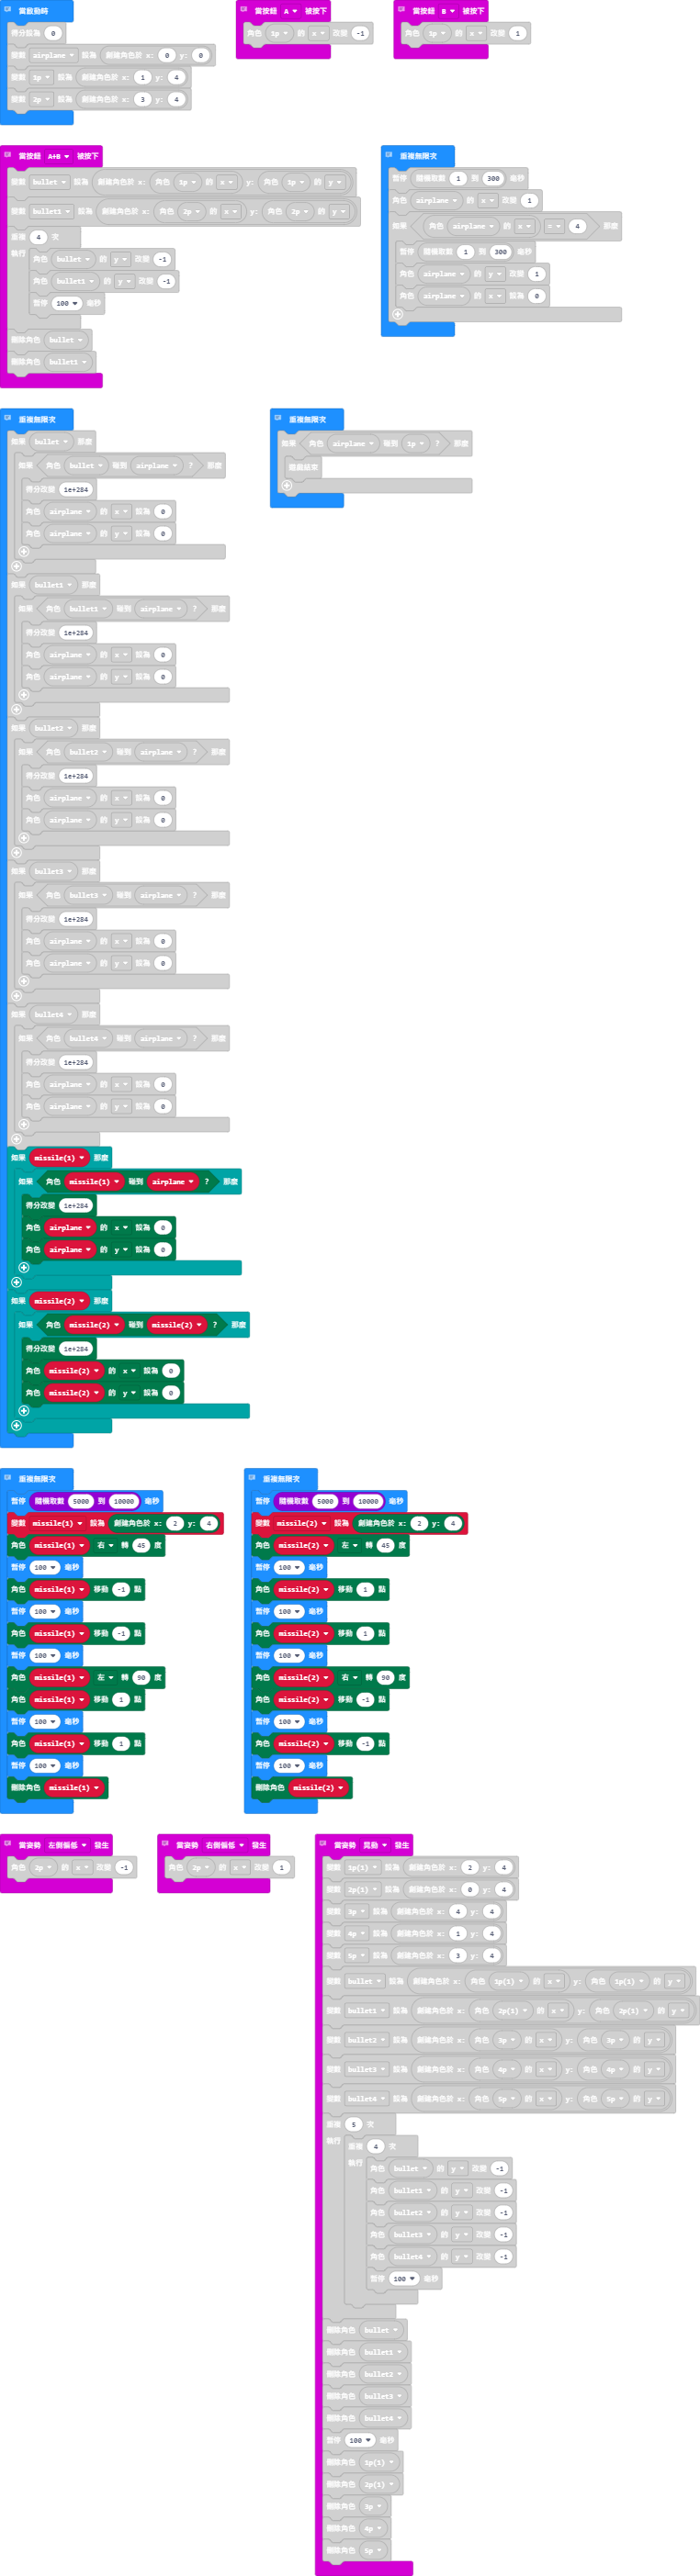 當啟動時
得分設為 0
變數 airplane 設為 創建角色於 x: 0 y: 0
變數 1p 設為 創建角色於 x: 1 y: 4
變數 2p 設為 創建角色於 x: 3 y: 4
當按鈕 A 被按下
角色 1p 的 x 改變 -1
當按鈕 B 被按下
角色 1p 的 x 改變 1
當按鈕 A+B 被按下
變數 bullet 設為 創建角色於 x: 角色 1p 的 x y: 角色 1p 的 y
變數 bullet1 設為 創建角色於 x: 角色 2p 的 x y: 角色 2p 的 y
重複 4 次
執行 角色 bullet 的 y 改變 -1
角色 bullet1 的 y 改變 -1
暫停 100 毫秒
刪除角色 bullet
刪除角色 bullet1
重複無限次
暫停 隨機取數 1 到 300 毫秒
角色 airplane 的 x 改變 1
如果 角色 airplane 的 x = 4 那麼
暫停 隨機取數 1 到 300 毫秒
角色 airplane 的 y 改變 1
角色 airplane 的 x 設為 0
重複無限次
如果 bullet 那麼
如果 角色 bullet 碰到 airplane ? 那麼
得分改變 1e+284
角色 airplane 的 x 設為 0
角色 airplane 的 y 設為 0
如果 bullet1 那麼
如果 角色 bullet1 碰到 airplane ? 那麼
得分改變 1e+284
角色 airplane 的 x 設為 0
角色 airplane 的 y 設為 0
如果 bullet2 那麼
如果 角色 bullet2 碰到 airplane ? 那麼
得分改變 1e+284
角色 airplane 的 x 設為 0
角色 airplane 的 y 設為 0
如果 bullet3 那麼
如果 角色 bullet3 碰到 airplane ? 那麼
得分改變 1e+284
角色 airplane 的 x 設為 0
角色 airplane 的 y 設為 0
如果 bullet4 那麼
如果 角色 bullet4 碰到 airplane ? 那麼
得分改變 1e+284
角色 airplane 的 x 設為 0
角色 airplane 的 y 設為 0
如果 missile(1) 那麼
如果 角色 missile(1) 碰到 airplane ? 那麼
得分改變 1e+284
角色 airplane 的 x 設為 0
角色 airplane 的 y 設為 0
如果 missile(2) 那麼
如果 角色 missile(2) 碰到 missile(2) ? 那麼
得分改變 1e+284
角色 missile(2) 的 x 設為 0
角色 missile(2) 的 y 設為 0
重複無限次
如果 角色 airplane 碰到 1p ? 那麼
遊戲結束
重複無限次
暫停 隨機取數 5000 到 10000 毫秒
變數 missile(1) 設為 創建角色於 x: 2 y: 4
角色 missile(1) 右 轉 45 度
暫停 100 毫秒
角色 missile(1) 移動 -1 點
暫停 100 毫秒
角色 missile(1) 移動 -1 點
暫停 100 毫秒
角色 missile(1) 左 轉 90 度
角色 missile(1) 移動 1 點
暫停 100 毫秒
角色 missile(1) 移動 1 點
暫停 100 毫秒
刪除角色 missile(1)
重複無限次
暫停 隨機取數 5000 到 10000 毫秒
變數 missile(2) 設為 創建角色於 x: 2 y: 4
角色 missile(2) 左 轉 45 度
暫停 100 毫秒
角色 missile(2) 移動 1 點
暫停 100 毫秒
角色 missile(2) 移動 1 點
暫停 100 毫秒
角色 missile(2) 右 轉 90 度
角色 missile(2) 移動 -1 點
暫停 100 毫秒
角色 missile(2) 移動 -1 點
暫停 100 毫秒
刪除角色 missile(2)
當姿勢 左側偏低 發生
角色 2p 的 x 改變 -1
當姿勢 右側偏低 發生
角色 2p 的 x 改變 1
當姿勢 晃動 發生
變數 1p(1) 設為 創建角色於 x: 2 y: 4
變數 2p(1) 設為 創建角色於 x: 0 y: 4
變數 3p 設為 創建角色於 x: 4 y: 4
變數 4p 設為 創建角色於 x: 1 y: 4
變數 5p 設為 創建角色於 x: 3 y: 4
變數 bullet 設為 創建角色於 x: 角色 1p(1) 的 x y: 角色 1p(1) 的 y
變數 bullet1 設為 創建角色於 x: 角色 2p(1) 的 x y: 角色 2p(1) 的 y
變數 bullet2 設為 創建角色於 x: 角色 3p 的 x y: 角色 3p 的 y
變數 bullet3 設為 創建角色於 x: 角色 4p 的 x y: 角色 4p 的 y
變數 bullet4 設為 創建角色於 x: 角色 5p 的 x y: 角色 5p 的 y
重複 5 次
執行 重複 4 次
執行 角色 bullet 的 y 改變 -1
角色 bullet1 的 y 改變 -1
角色 bullet2 的 y 改變 -1
角色 bullet3 的 y 改變 -1
角色 bullet4 的 y 改變 -1
暫停 100 毫秒
刪除角色 bullet
刪除角色 bullet1
刪除角色 bullet2
刪除角色 bullet3
刪除角色 bullet4
暫停 100 毫秒
刪除角色 1p(1)
刪除角色 2p(1)
刪除角色 3p
刪除角色 4p
刪除角色 5p